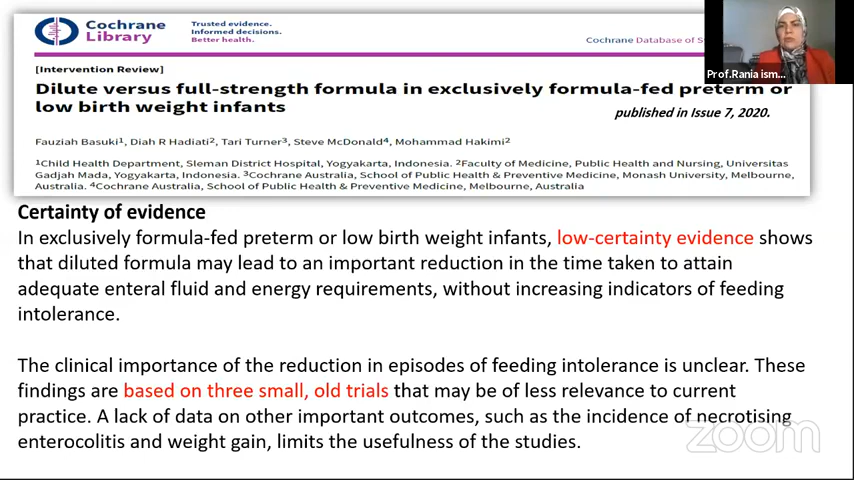 Cochrane
Library
Trusted evidence.
Informed decisions.
Better health.
Cochrane Database of
[Intervention Review]
Dilute versus full-strength formula in exclusively formula-fed preterm or
low birth weight infants
published in Issue 7, 2020.
Fauziah Basuki1, Diah R Hadiati2, Tari Turner3, Steve McDonald4, Mohammad Hakimi2
1Child Health Department, Sleman District Hospital, Yogyakarta, Indonesia. 2Faculty of Medicine, Public Health and Nursing, Universitas
Gadjah Mada, Yogyakarta, Indonesia. 3Cochrane Australia, School of Public Health & Preventive Medicine, Monash University, Melbourne,
Australia. 4Cochrane Australia, School of Public Health & Preventive Medicine, Melbourne, Australia
Prof.Rania ism...
Certainty of evidence
In exclusively formula-fed preterm or low birth weight infants, low-certainty evidence shows
that diluted formula may lead to an important reduction in the time taken to attain
adequate enteral fluid and energy requirements, without increasing indicators of feeding
intolerance.
The clinical importance of the reduction in episodes of feeding intolerance is unclear. These
findings are based on three small, old trials that may be of less relevance to current
practice. A lack of data on other important outcomes, such as the incidence of necrotising
enterocolitis and weight gain, limits the usefulness of the studies.
zoom